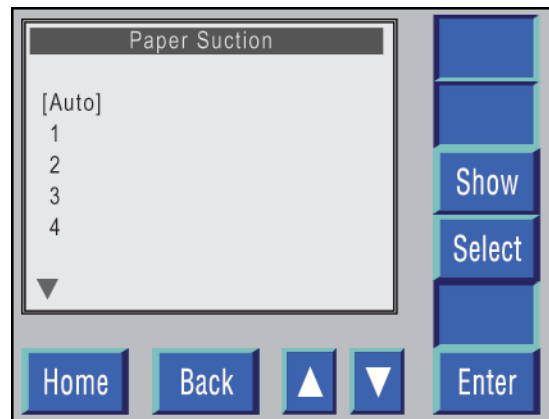 Paper Suction
[Auto]
1
2
3
4
▼
Show
Select
Home Back ▲ ▼ Enter